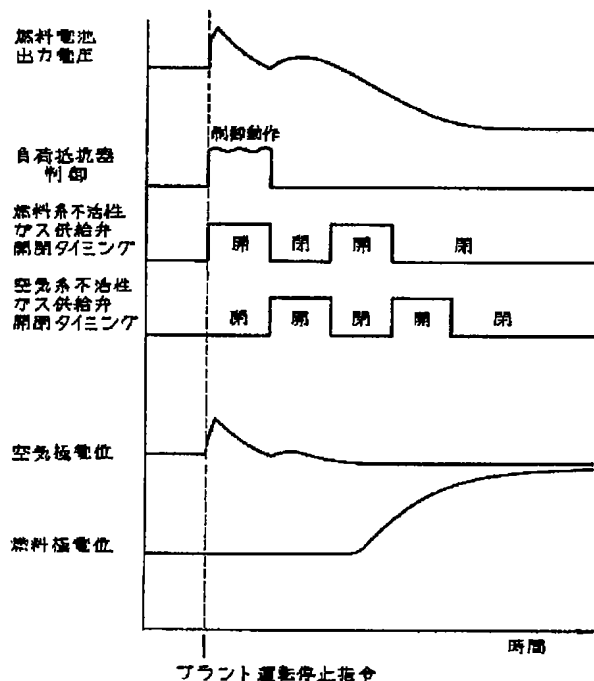 燃料電池
出力電圧
制御動作
負荷抵抗器
制御
燃料系不活性
ガス供給弁
開閉タイミング
開 閉 開 閉
空気系不活性
ガス供給弁
開閉タイミング
閉 開 閉 開 閉
空気極電位
燃料極電位
時間
プラント運転停止指令